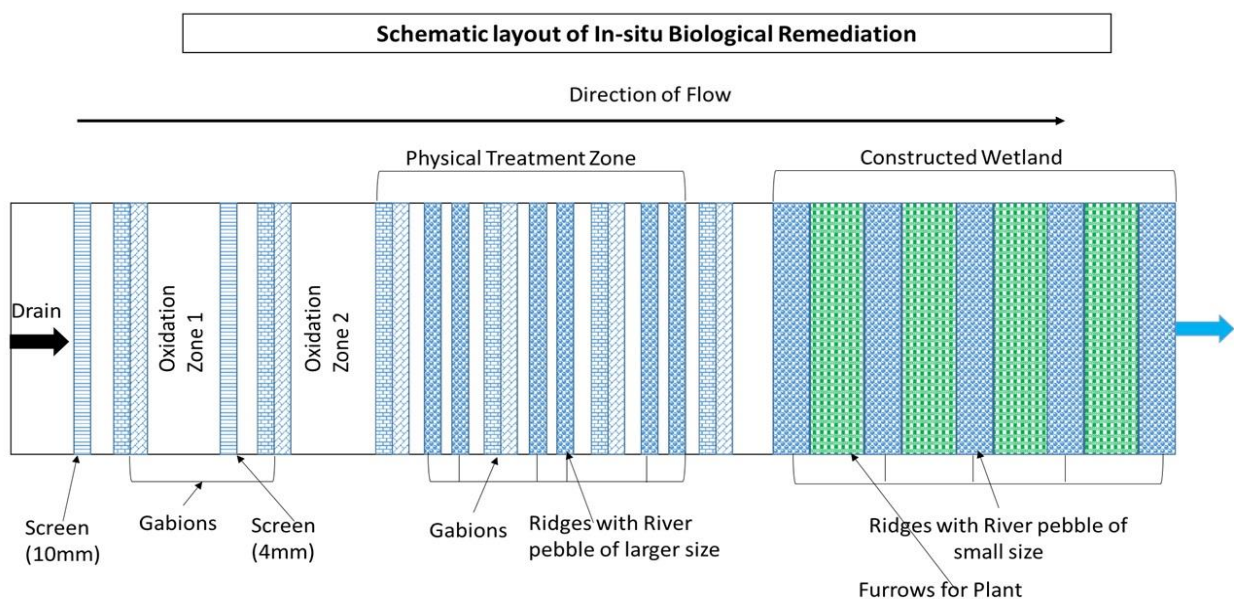 Schematic layout of In-situ Biological Remediation
Direction of Flow
Physical Treatment Zone
Constructed Wetland
Drain
Oxidation
Zone 1
Oxidation
Zone 2
Screen
(10mm)
Gabions
Screen
(4mm)
Gabions
Ridges with River
pebble of larger size
Ridges with River pebble of
small size
Furrows for Plant